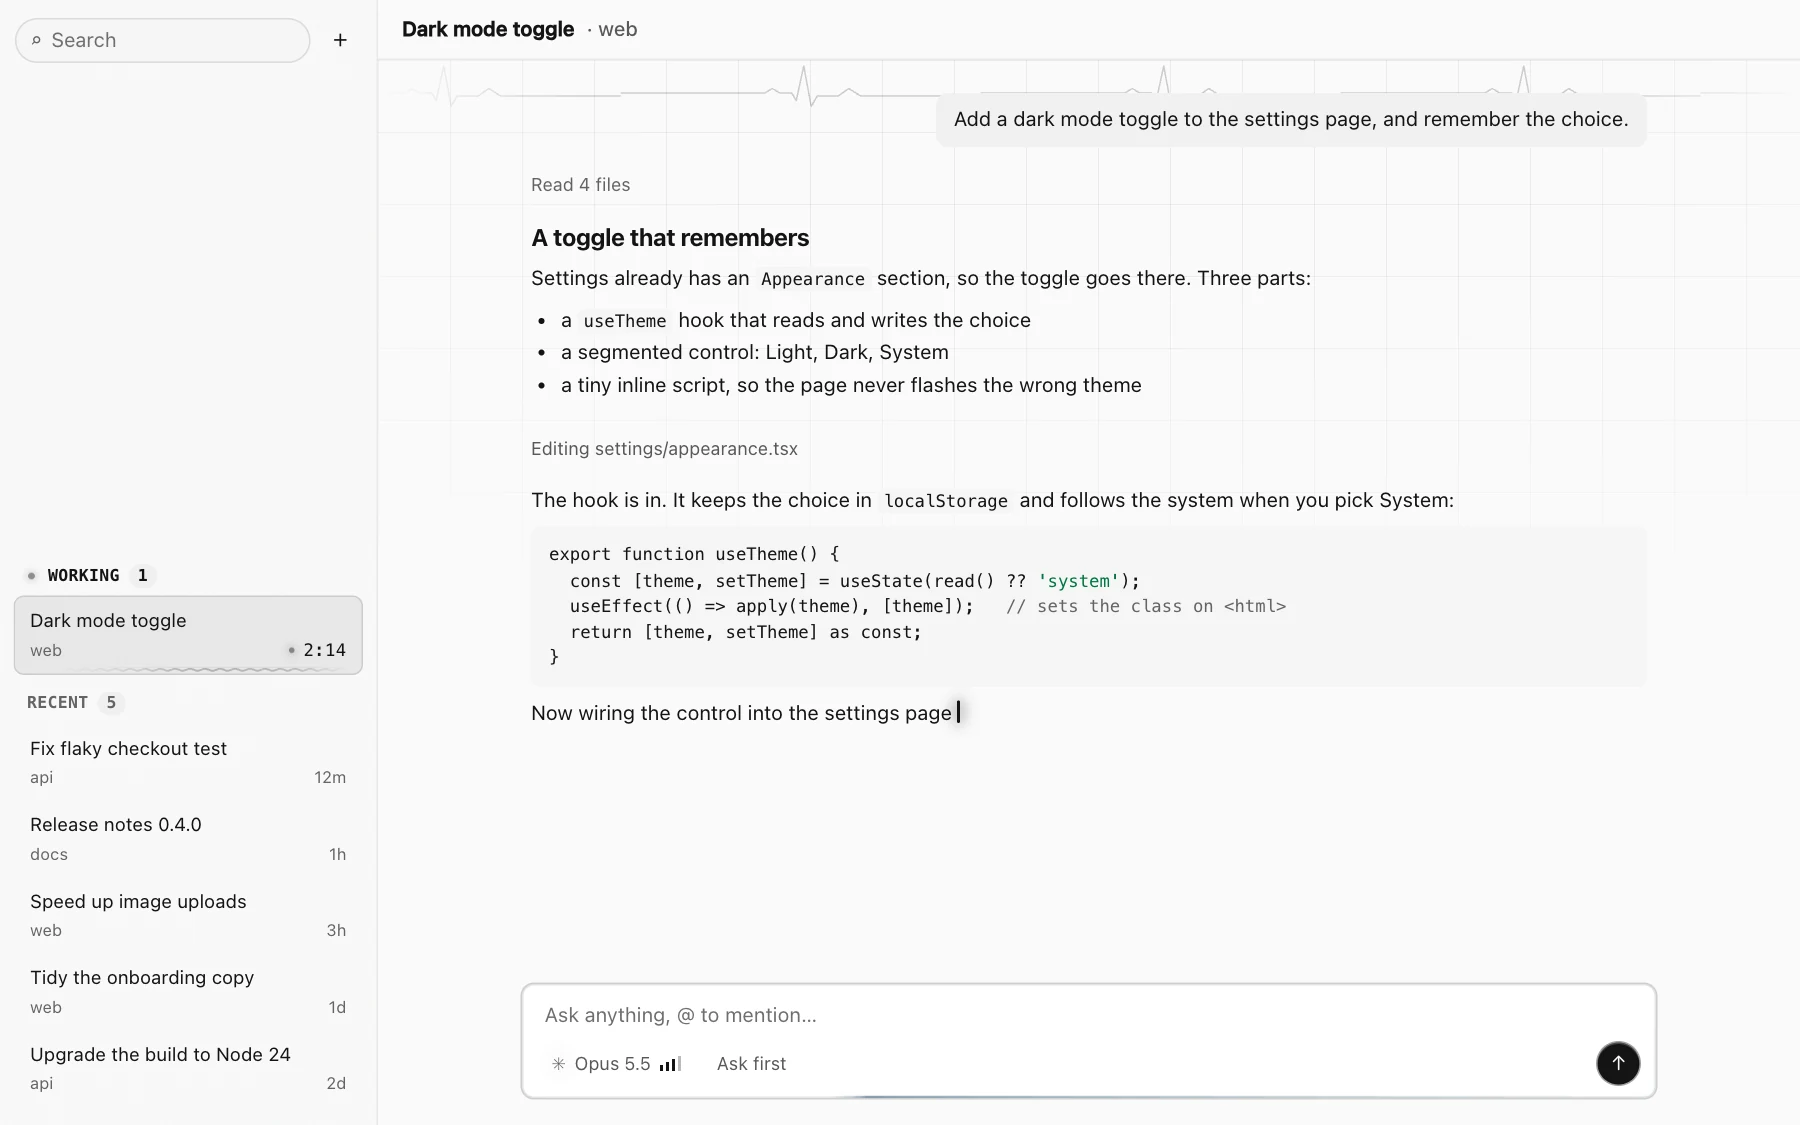 Search
+
WORKING 1
Dark mode toggle
web
2:14
RECENT 5
Fix flaky checkout test
api
12m
Release notes 0.4.0
docs
1h
Speed up image uploads
web
3h
Tidy the onboarding copy
web
1d
Upgrade the build to Node 24
api
2d
Dark mode toggle · web
Add a dark mode toggle to the settings page, and remember the choice.
Read 4 files
A toggle that remembers
Settings already has an Appearance section, so the toggle goes there. Three parts:
• a useTheme hook that reads and writes the choice
• a segmented control: Light, Dark, System
• a tiny inline script, so the page never flashes the wrong theme
Editing settings/appearance.tsx
The hook is in. It keeps the choice in localStorage and follows the system when you pick System:
export function useTheme() {
  const [theme, setTheme] = useState(read() ?? 'system');
  useEffect(() => apply(theme), [theme]);   // sets the class on <html>
  return [theme, setTheme] as const;
}
Now wiring the control into the settings page
Ask anything, @ to mention…
Opus 5.5
Ask first